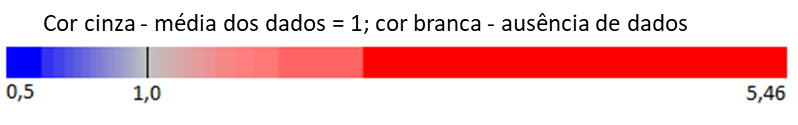 Cor cinza - média dos dados = 1; cor branca - ausência de dados
0,5 1,0 5,46